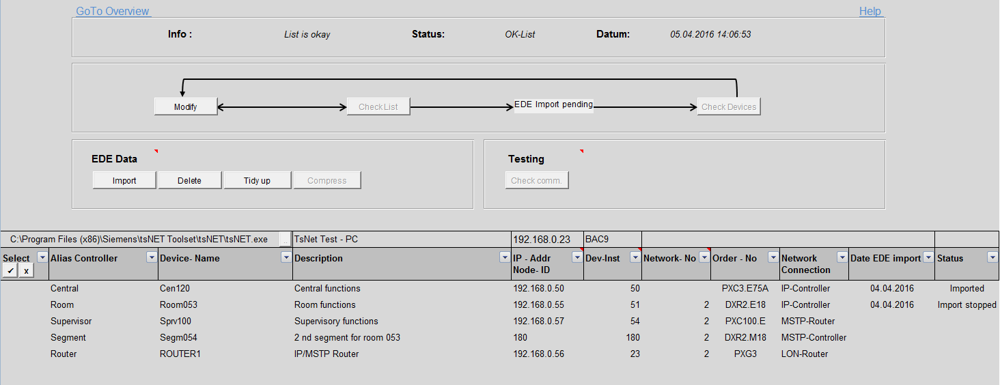 GoTo Overview Help
Info : List is okay Status: OK-List Datum: 05.04.2016 14:06:53
Modify CheckList EDE Import pending Check Devices
EDE Data Testing
Import Delete Tidy up Compress Check comm.
C:\Program Files (x86)\Siemens\tsNET Toolset\tsNET\tsNET.exe ... TsNet Test - PC 192.168.0.23 BAC9
Select Alias Controller Device- Name Description IP - Addr Dev-Inst Network- No Order - No Network Date EDE import Status
✓ x Node- ID Connection
Central Cen120 Central functions 192.168.0.50 50 PXC3.E75A IP-Controller 04.04.2016 Imported
Room Room053 Room functions 192.168.0.55 51 2 DXR2.E18 IP-Controller 04.04.2016 Import stopped
Supervisor Sprv100 Supervisory functions 192.168.0.57 54 2 PXC100.E MSTP-Router
Segment Segm054 2 nd segment for room 053 180 180 2 DXR2.M18 MSTP-Controller
Router ROUTER1 IP/MSTP Router 192.168.0.56 23 2 PXG3 LON-Router